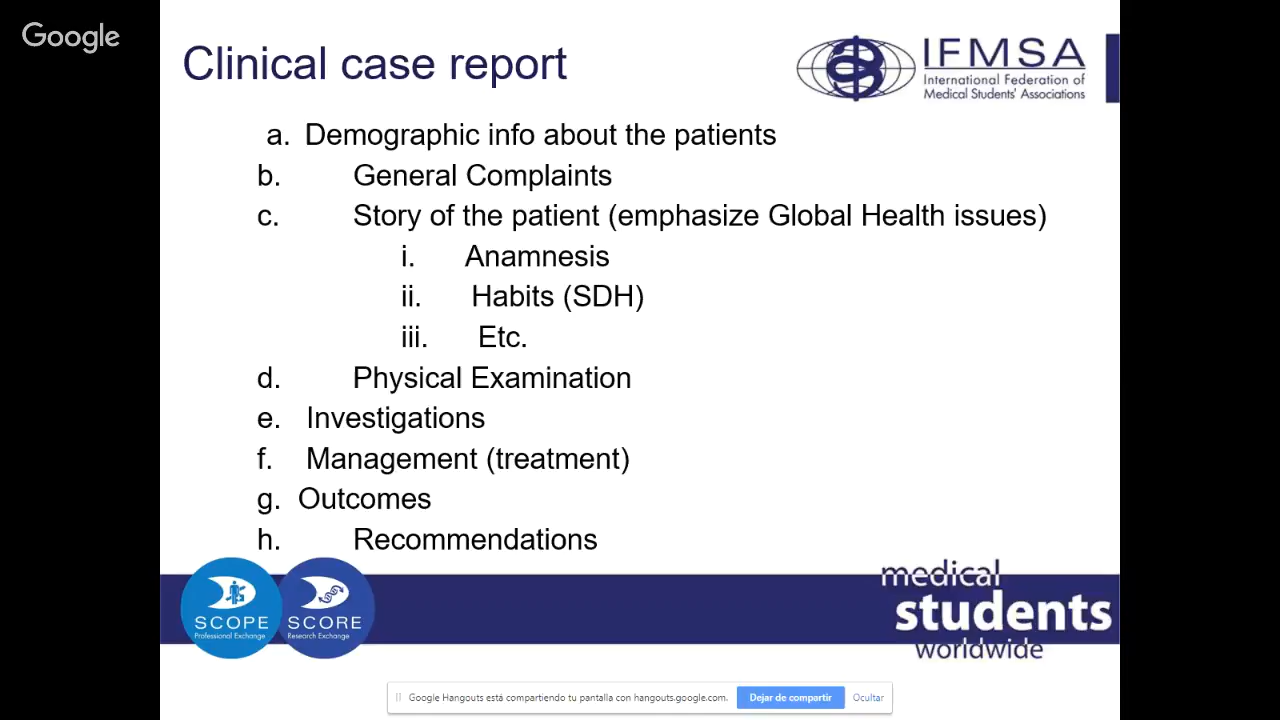 Google
Clinical case report
IFMSA
International Federation of
Medical Students' Associations
a. Demographic info about the patients
b. General Complaints
c. Story of the patient (emphasize Global Health issues)
i. Anamnesis
ii. Habits (SDH)
iii. Etc.
d. Physical Examination
e. Investigations
f. Management (treatment)
g. Outcomes
h. Recommendations
SCOPE
Professional Exchange
SCORE
Research Exchange
medical
students
worldwide
Google Hangouts está compartiendo tu pantalla con hangouts.google.com.
Dejar de compartir
Ocultar